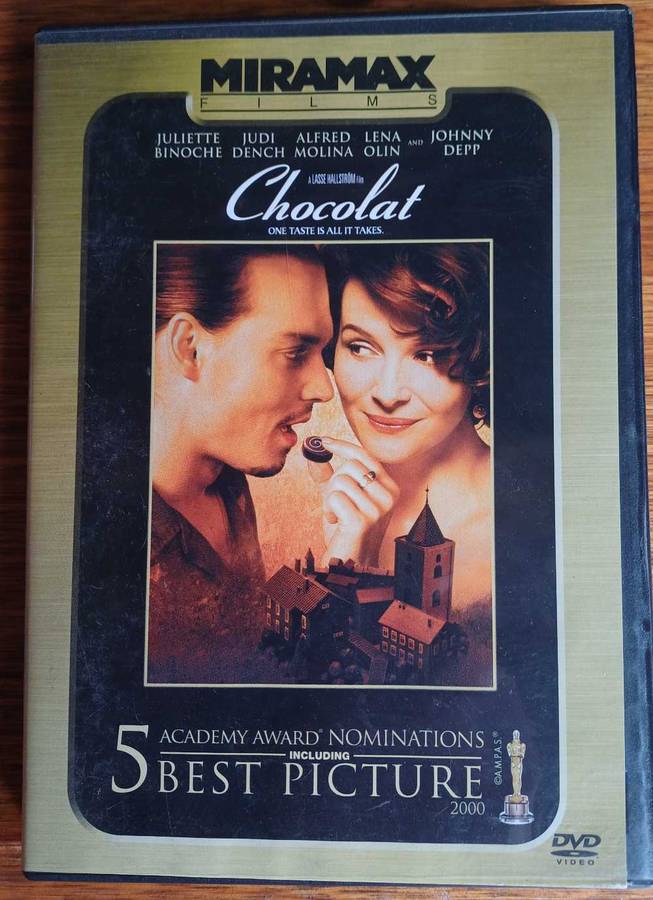 MIRAMAX
FILMS
JULIETTE BINOCHE JUDI DENCH ALFRED MOLINA LENA OLIN AND JOHNNY DEPP
A LASSE HALLSTRÖM Film
Chocolat
ONE TASTE IS ALL IT TAKES.
5 ACADEMY AWARD® NOMINATIONS
INCLUDING
BEST PICTURE
2000
©A.M.P.A.S.®
DVD
VIDEO